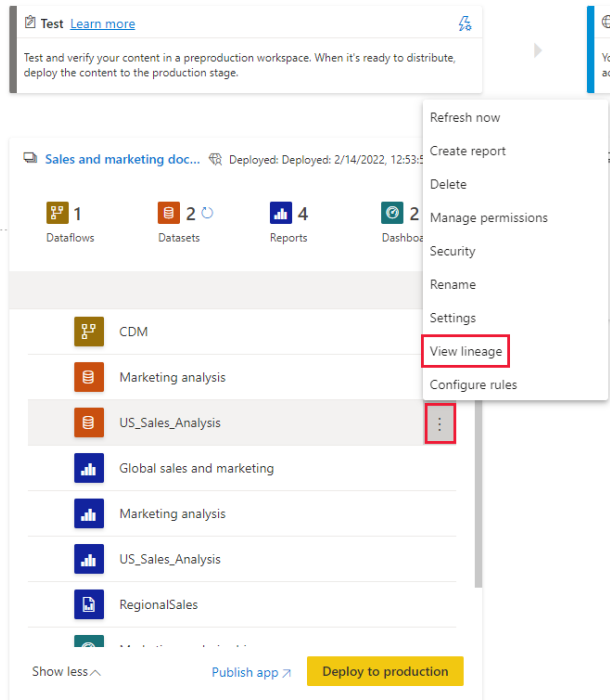 Test Learn more
Test and verify your content in a preproduction workspace. When it's ready to distribute,
deploy the content to the production stage.
Sales and marketing doc... Deployed: Deployed: 2/14/2022, 12:53:5
1
Dataflows
2
Datasets
4
Reports
2
Dashboa
Refresh now
Create report
Delete
Manage permissions
Security
Rename
Settings
View lineage
Configure rules
CDM
Marketing analysis
US_Sales_Analysis
Global sales and marketing
Marketing analysis
US_Sales_Analysis
RegionalSales
Show less
Publish app
Deploy to production